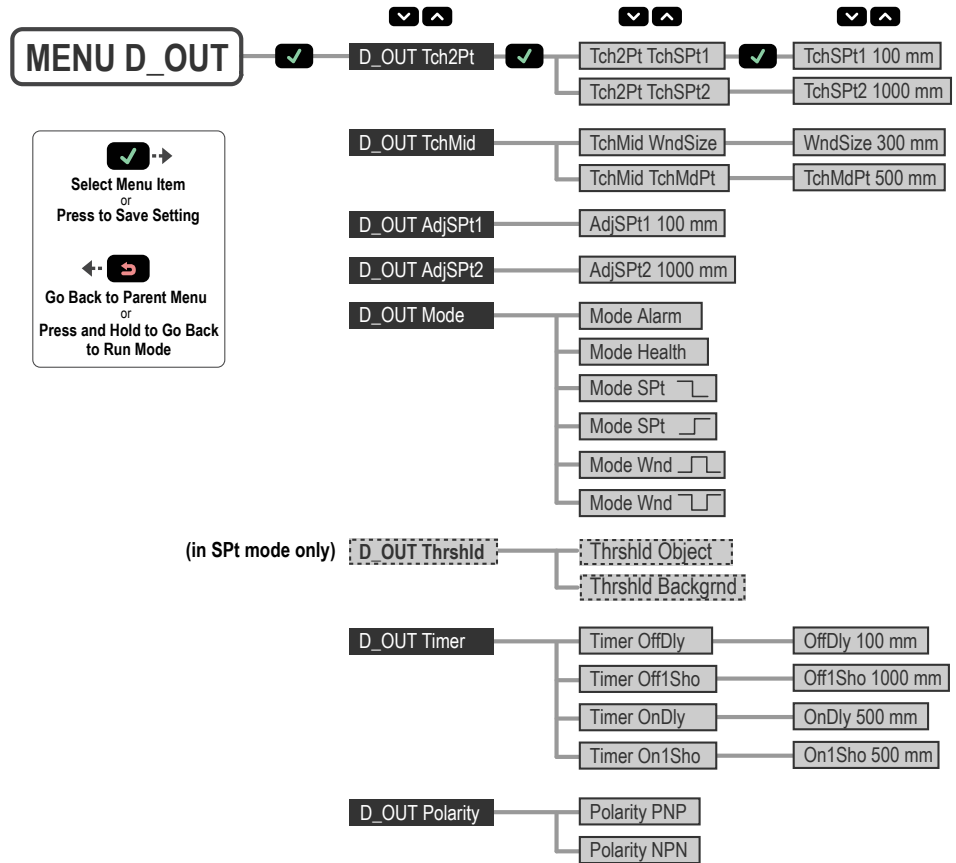 MENU D_OUT
D_OUT Tch2Pt
Tch2Pt TchSPt1
TchSPt1 100 mm
Tch2Pt TchSPt2
TchSPt2 1000 mm
Select Menu Item
or
Press to Save Setting
Go Back to Parent Menu
or
Press and Hold to Go Back
to Run Mode
D_OUT TchMid
TchMid WndSize
WndSize 300 mm
TchMid TchMdPt
TchMdPt 500 mm
D_OUT AdjSPt1
AdjSPt1 100 mm
D_OUT AdjSPt2
AdjSPt2 1000 mm
D_OUT Mode
Mode Alarm
Mode Health
Mode SPt
Mode SPt
Mode Wnd
Mode Wnd
(in SPt mode only)
D_OUT Thrshld
Thrshld Object
Thrshld Backgrnd
D_OUT Timer
Timer OffDly
OffDly 100 mm
Timer Off1Sho
Off1Sho 1000 mm
Timer OnDly
OnDly 500 mm
Timer On1Sho
On1Sho 500 mm
D_OUT Polarity
Polarity PNP
Polarity NPN